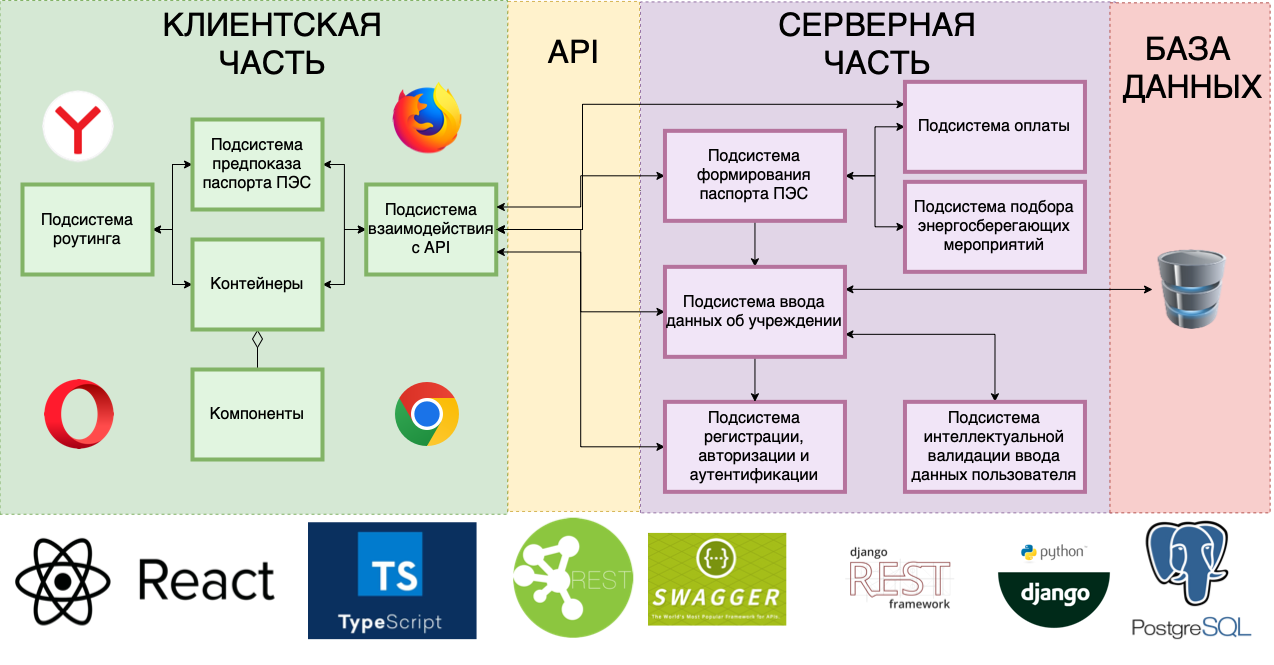 КЛИЕНТСКАЯ
ЧАСТЬ
API
СЕРВЕРНАЯ
ЧАСТЬ
БАЗА
ДАННЫХ
Подсистема
роутинга
Подсистема
предпоказа
паспорта ПЭС
Контейнеры
Компоненты
Подсистема
взаимодействия
с API
Подсистема
формирования
паспорта ПЭС
Подсистема оплаты
Подсистема подбора
энергосберегающих
мероприятий
Подсистема ввода
данных об учреждении
Подсистема
регистрации,
авторизации и
аутентификации
Подсистема
интеллектуальной
валидации ввода
данных пользователя
React
TS
TypeScript
REST
{···}
SWAGGER
The World's Most Popular Framework for APIs.
django
REST
framework
python
django
PostgreSQL